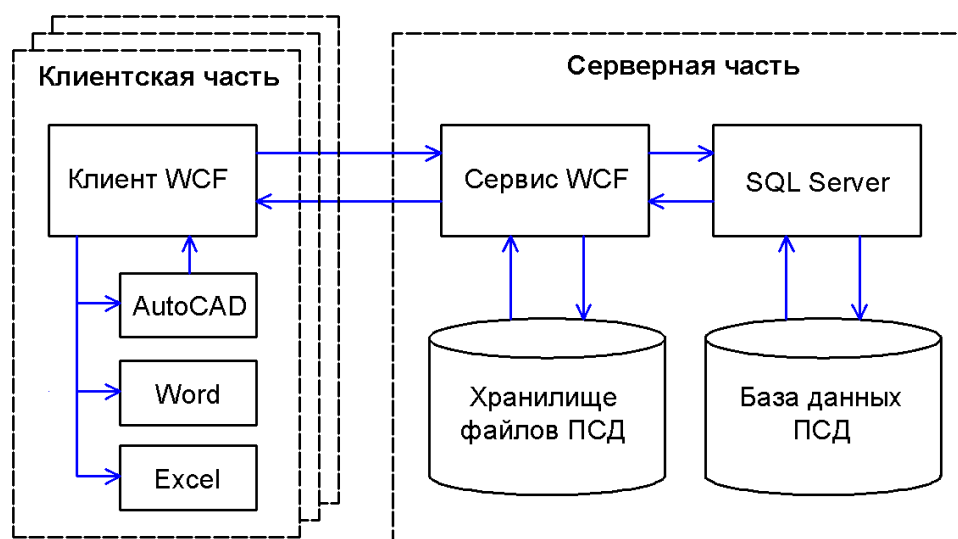 Клиентская часть
Клиент WCF
AutoCAD
Word
Excel
Серверная часть
Сервис WCF
SQL Server
Хранилище
файлов ПСД
База данных
ПСД